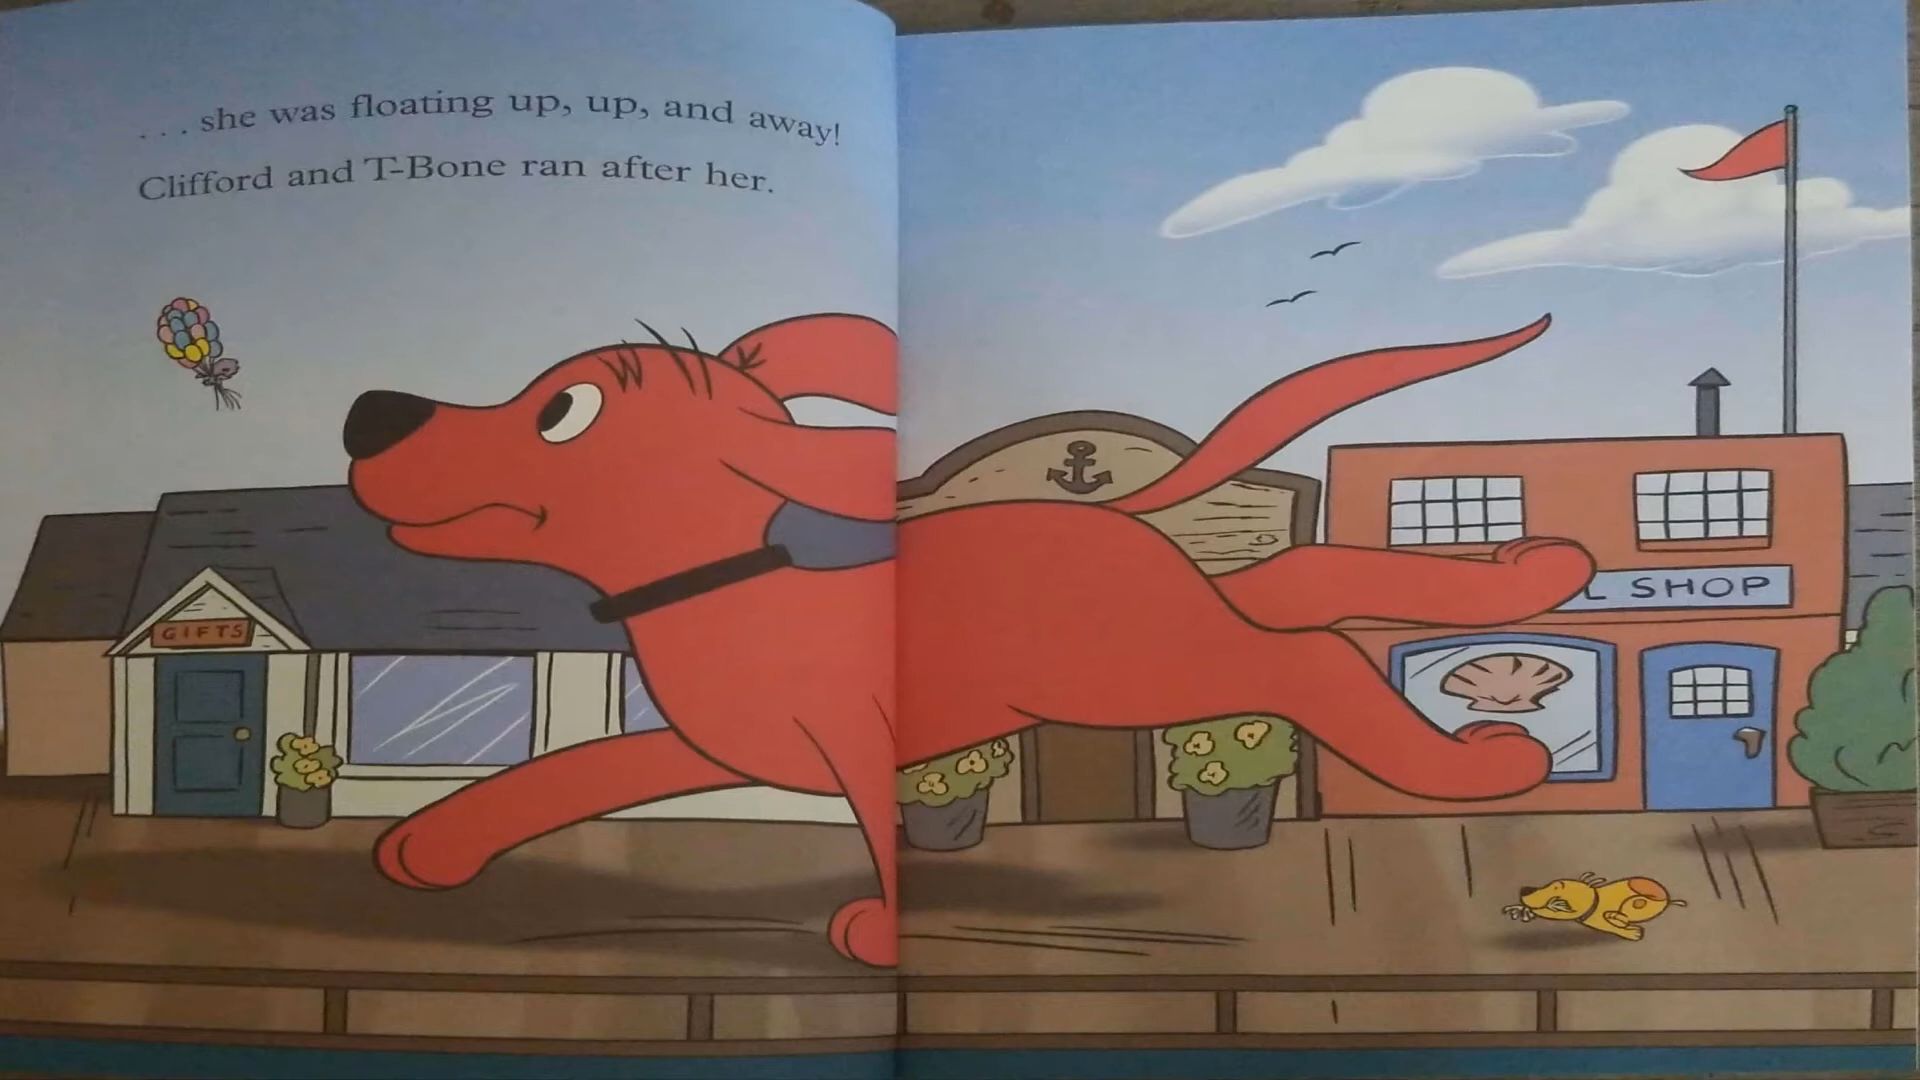 . . . she was floating up, up, and away!
Clifford and T-Bone ran after her.
GIFTS
L SHOP